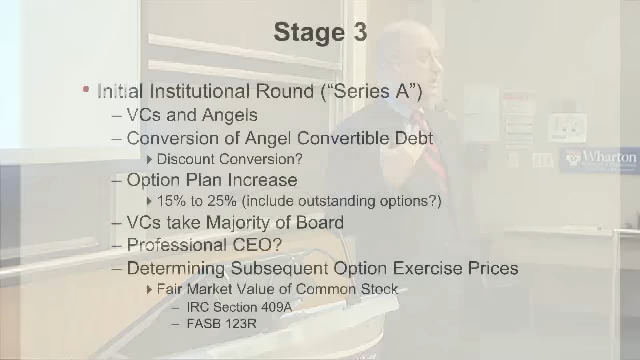 Stage 3
• Initial Institutional Round ("Series A")
– VCs and Angels
– Conversion of Angel Convertible Debt
Discount Conversion?
– Option Plan Increase
15% to 25% (include outstanding options?)
– VCs take Majority of Board
– Professional CEO?
– Determining Subsequent Option Exercise Prices
Fair Market Value of Common Stock
– IRC Section 409A
– FASB 123R
Wharton